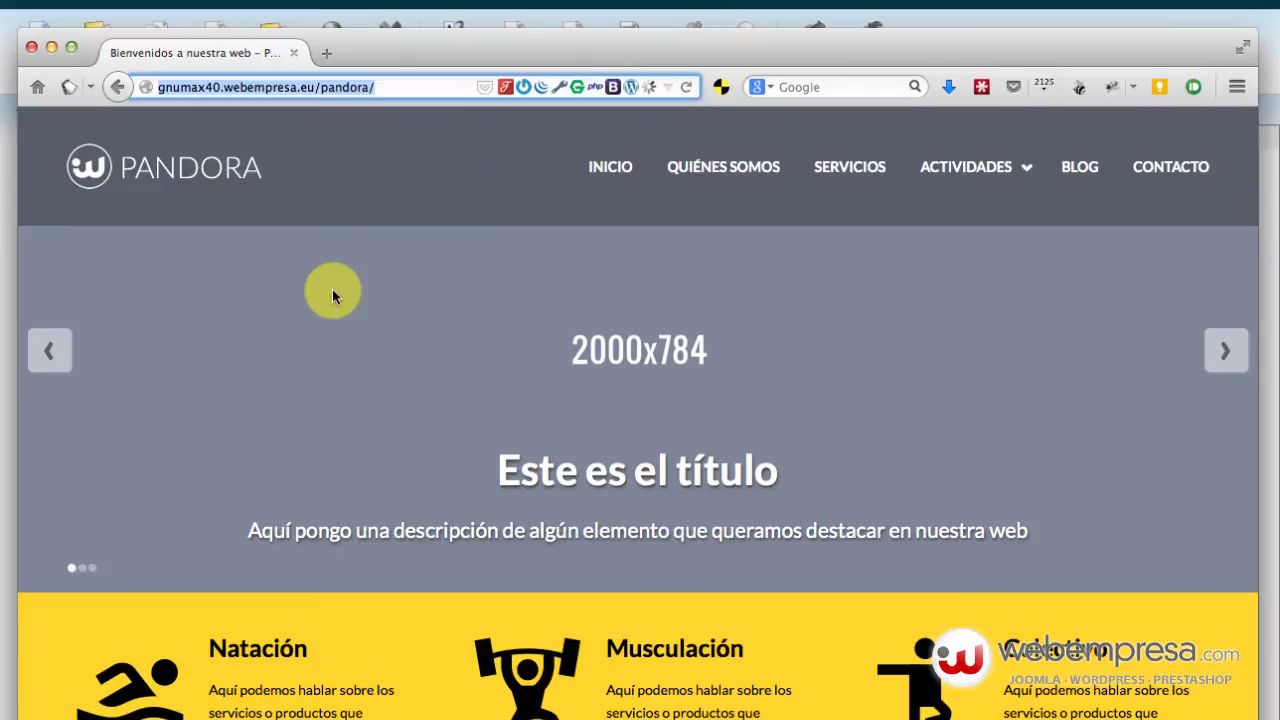 Bienvenidos a nuestra web – P...
gnumax40.webempresa.eu/pandora/
php
B
Google
2125
PANDORA
INICIO
QUIÉNES SOMOS
SERVICIOS
ACTIVIDADES
BLOG
CONTACTO
2000x784
Este es el título
Aquí pongo una descripción de algún elemento que queramos destacar en nuestra web
Natación
Aquí podemos hablar sobre los
servicios o productos que
Musculación
Aquí podemos hablar sobre los
servicios o productos que
Aquí podemos hablar sobre los
servicios o productos que
webempresa.com
JOOMLA · WORDPRESS · PRESTASHOP